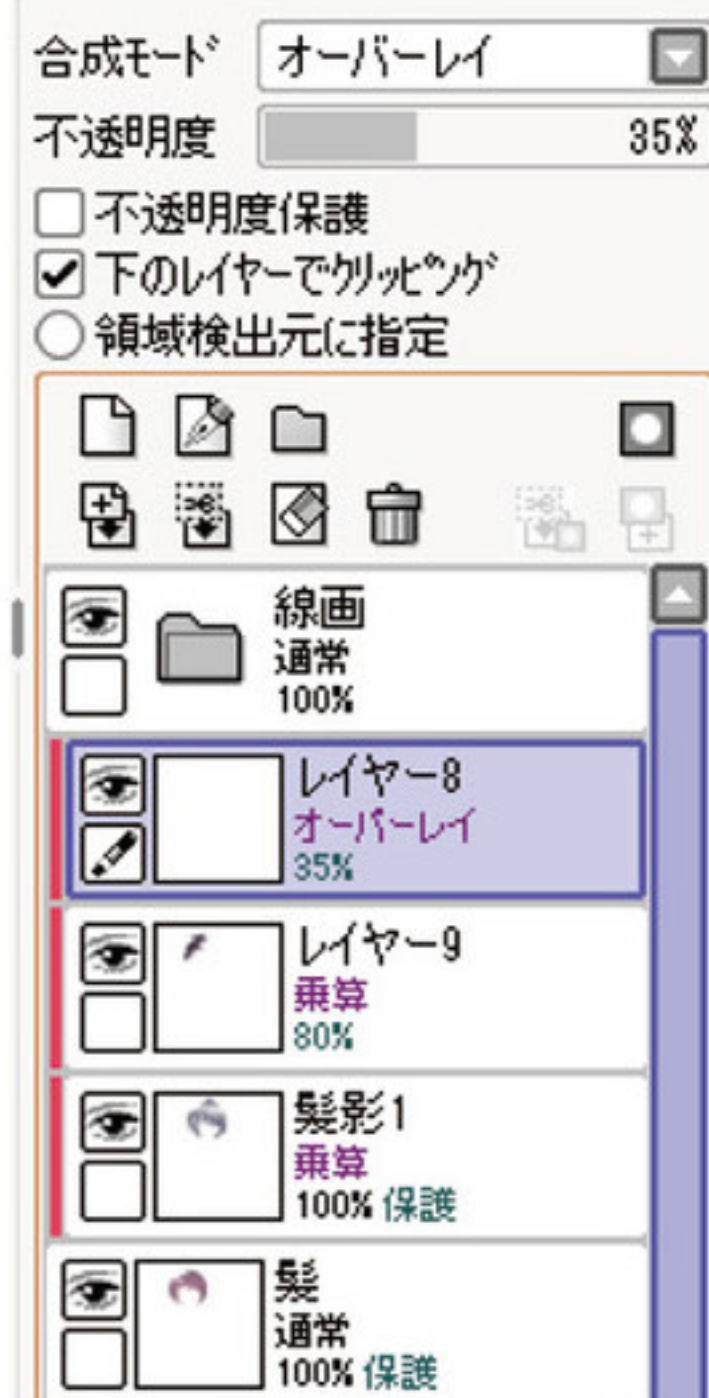 合成モード オーバーレイ
不透明度 35%
不透明度保護
下のレイヤーでクリッピング
領域検出元に指定
線画
通常
100%
レイヤー8
オーバーレイ
35%
レイヤー9
乗算
80%
髪影1
乗算
100% 保護
髪
通常
100% 保護